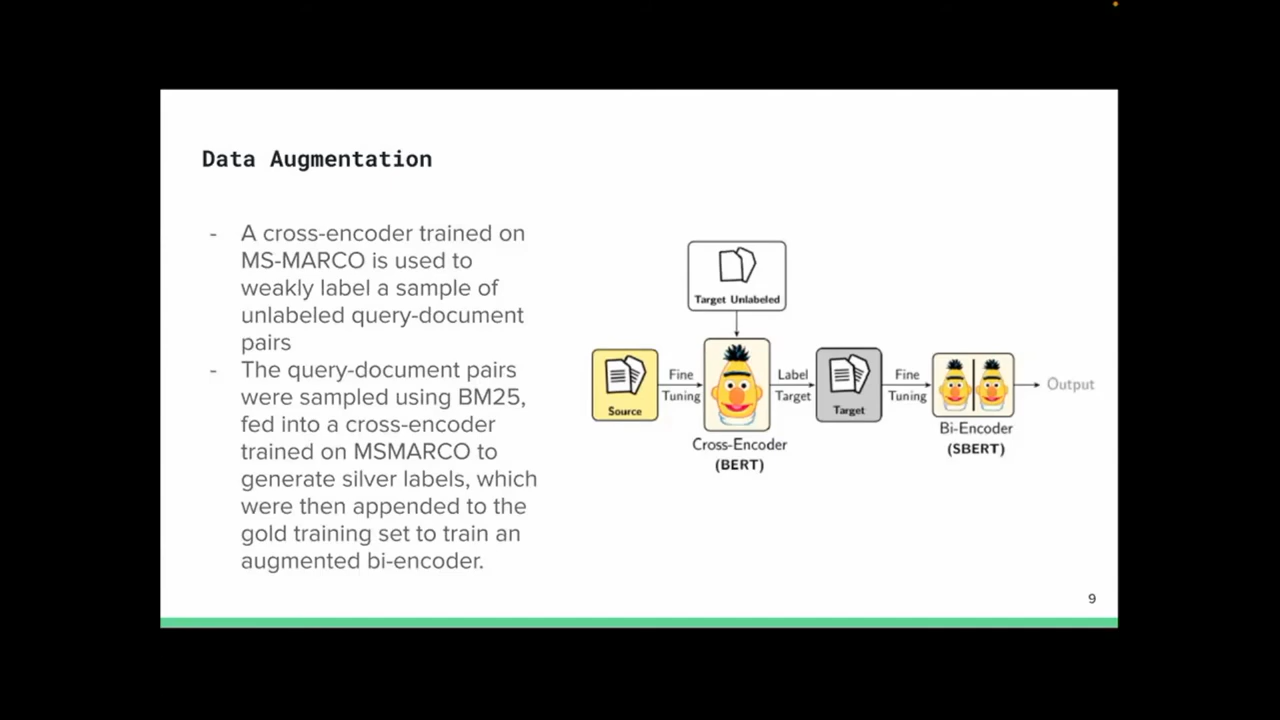 Data Augmentation
- A cross-encoder trained on
MS-MARCO is used to
weakly label a sample of
unlabeled query-document
pairs
- The query-document pairs
were sampled using BM25,
fed into a cross-encoder
trained on MSMARCO to
generate silver labels, which
were then appended to the
gold training set to train an
augmented bi-encoder.
Target Unlabeled
Source
Fine
Tuning
Cross-Encoder
(BERT)
Label
Target
Target
Fine
Tuning
Bi-Encoder
(SBERT)
Output
9